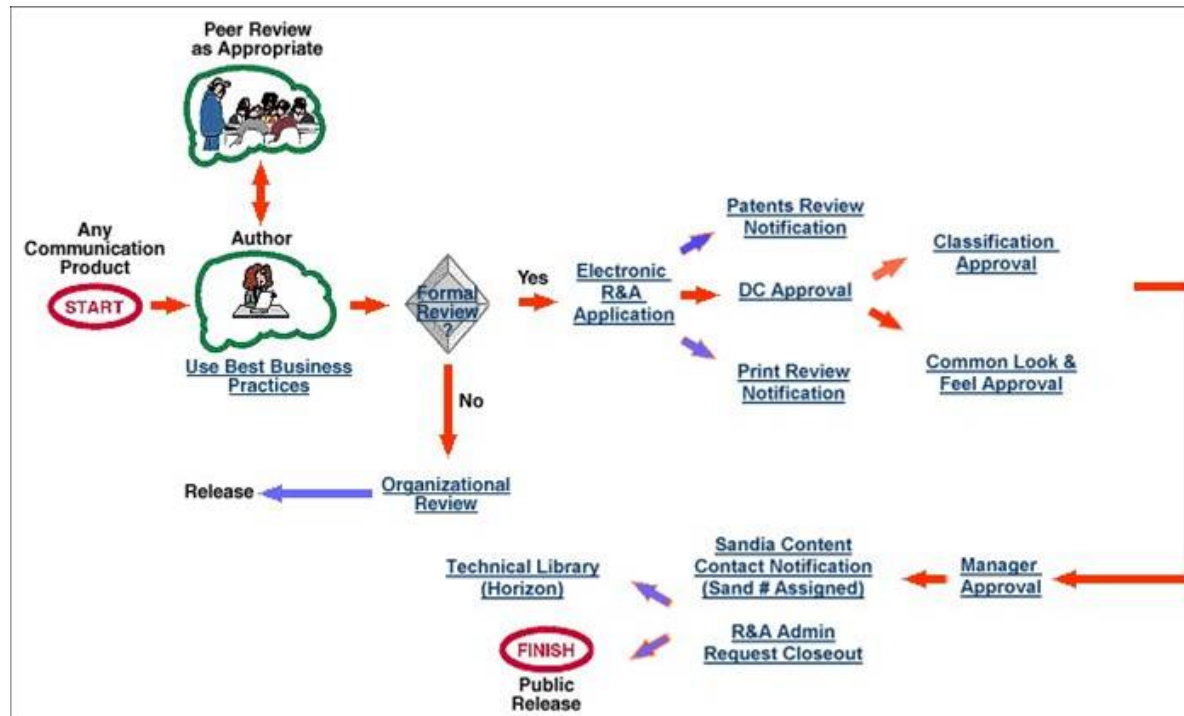 Peer Review
as Appropriate
Any
Communication
Product
START
Author
Use Best Business
Practices
Formal
Review
?
Yes
No
Organizational
Review
Release
Electronic
R&A
Application
Patents Review
Notification
DC Approval
Print Review
Notification
Classification
Approval
Common Look &
Feel Approval
Manager
Approval
Sandia Content
Contact Notification
(Sand # Assigned)
R&A Admin
Request Closeout
Technical Library
(Horizon)
FINISH
Public
Release